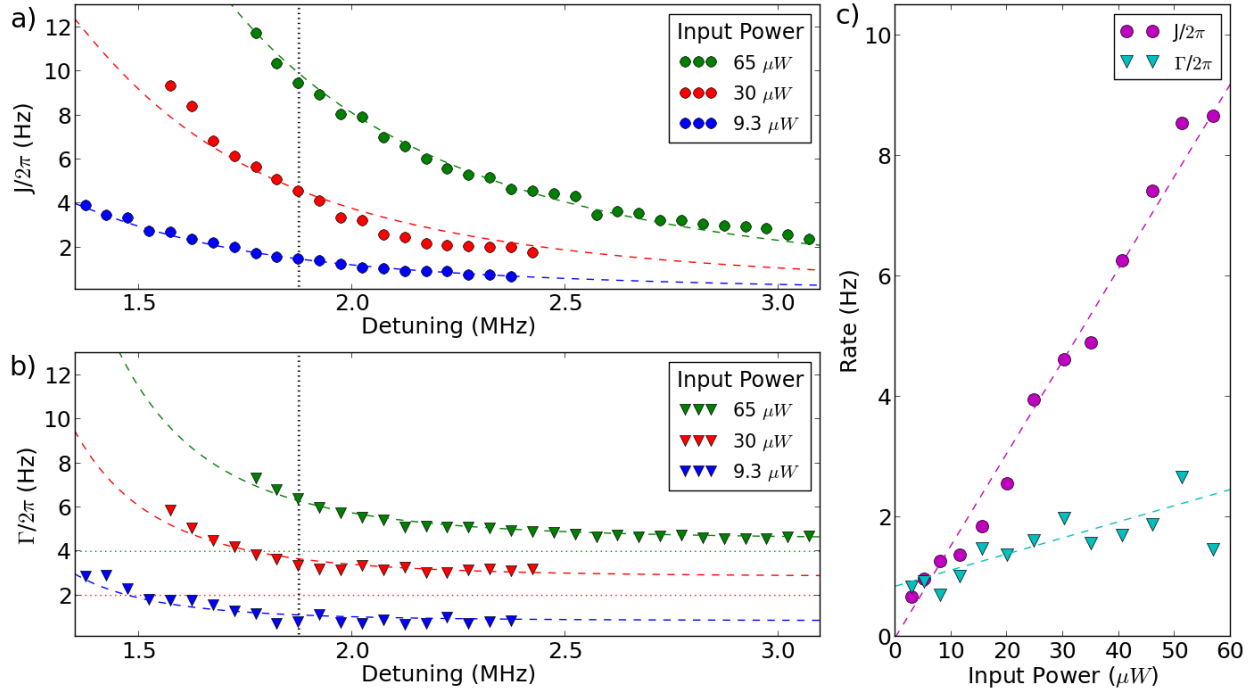 a)
12
10
8
6
4
2
J/2π (Hz)
1.5 2.0 2.5 3.0
Detuning (MHz)
Input Power
65 μW
30 μW
9.3 μW
b)
12
10
8
6
4
2
Γ/2π (Hz)
1.5 2.0 2.5 3.0
Detuning (MHz)
Input Power
65 μW
30 μW
9.3 μW
c)
10
8
6
4
2
0
Rate (Hz)
0 10 20 30 40 50 60
Input Power (μW)
J/2π
Γ/2π